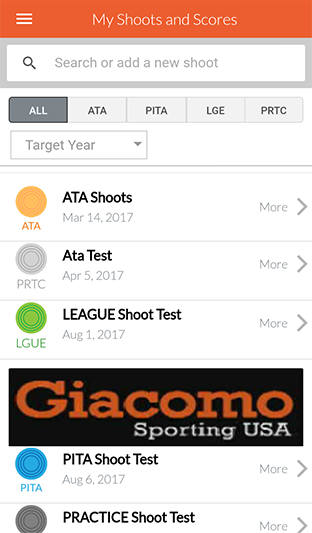 My Shoots and Scores
Search or add a new shoot
ALL ATA PITA LGE PRTC
Target Year
ATA Shoots
Mar 14, 2017
More
ATA
Ata Test
Apr 5, 2017
More
PRTC
LEAGUE Shoot Test
Aug 1, 2017
More
LGUE
Giacomo
Sporting USA
PITA Shoot Test
Aug 6, 2017
More
PITA
PRACTICE Shoot Test
More